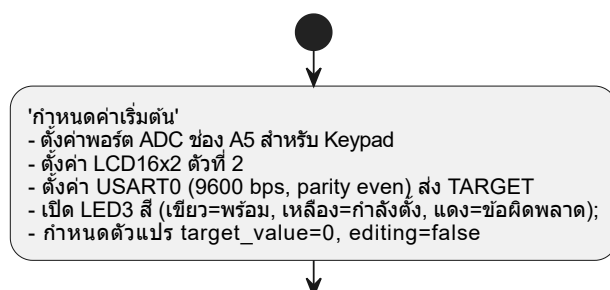 'กำหนดค่าเริ่มต้น'
- ตั้งค่าพอร์ต ADC ช่อง A5 สำหรับ Keypad
- ตั้งค่า LCD16x2 ตัวที่ 2
- ตั้งค่า USART0 (9600 bps, parity even) ส่ง TARGET
- เปิด LED3 สี (เขียว=พร้อม, เหลือง=กำลังตั้ง, แดง=ข้อผิดพลาด);
- กำหนดตัวแปร target_value=0, editing=false